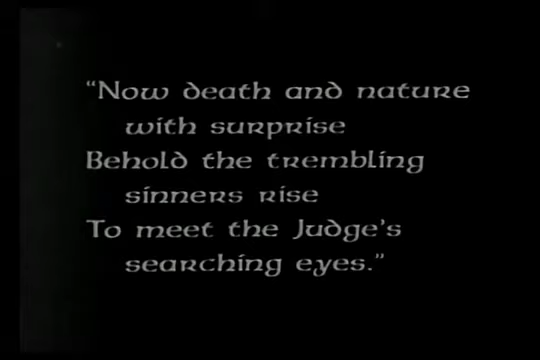 “Now death and nature
with surprise
Behold the trembling
sinners rise
To meet the Judge’s
searching eyes.”